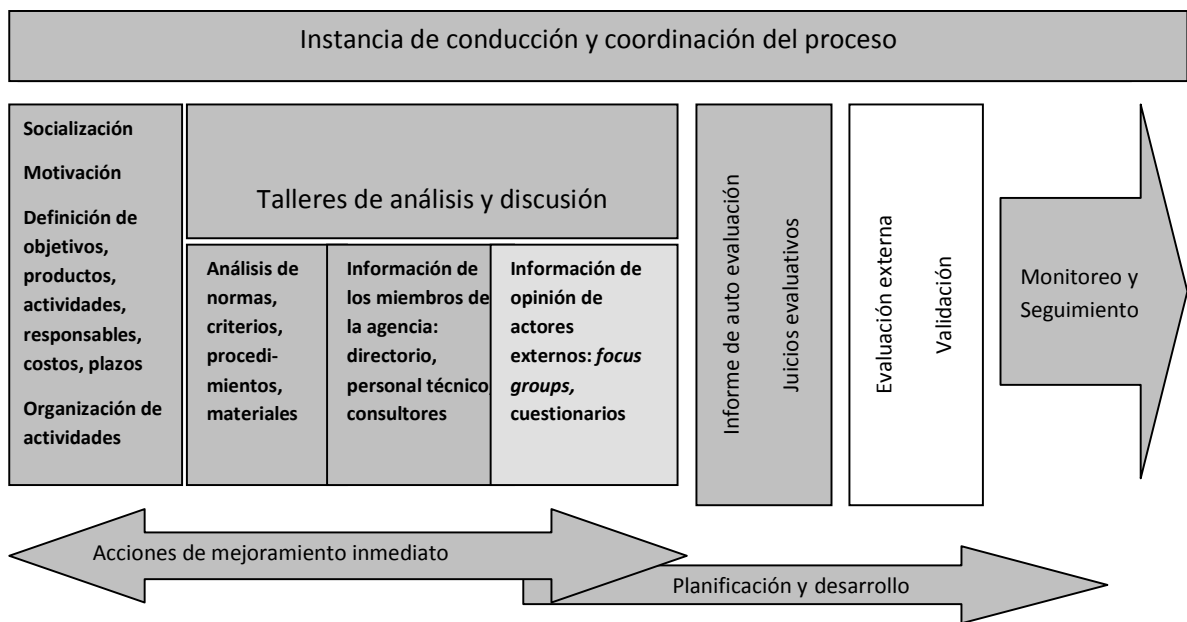 Instancia de conducción y coordinación del proceso
Socialización
Motivación
Definición de
objetivos,
productos,
actividades,
responsables,
costos, plazos
Organización de
actividades
Talleres de análisis y discusión
Análisis de
normas,
criterios,
procedi-
mientos,
materiales
Información de
los miembros de
la agencia:
directorio,
personal técnico
consultores
Información de
opinión de
actores
externos: focus
groups,
cuestionarios
Informe de auto evaluación
Juicios evaluativos
Evaluación externa
Validación
Monitoreo y
Seguimiento
Acciones de mejoramiento inmediato
Planificación y desarrollo